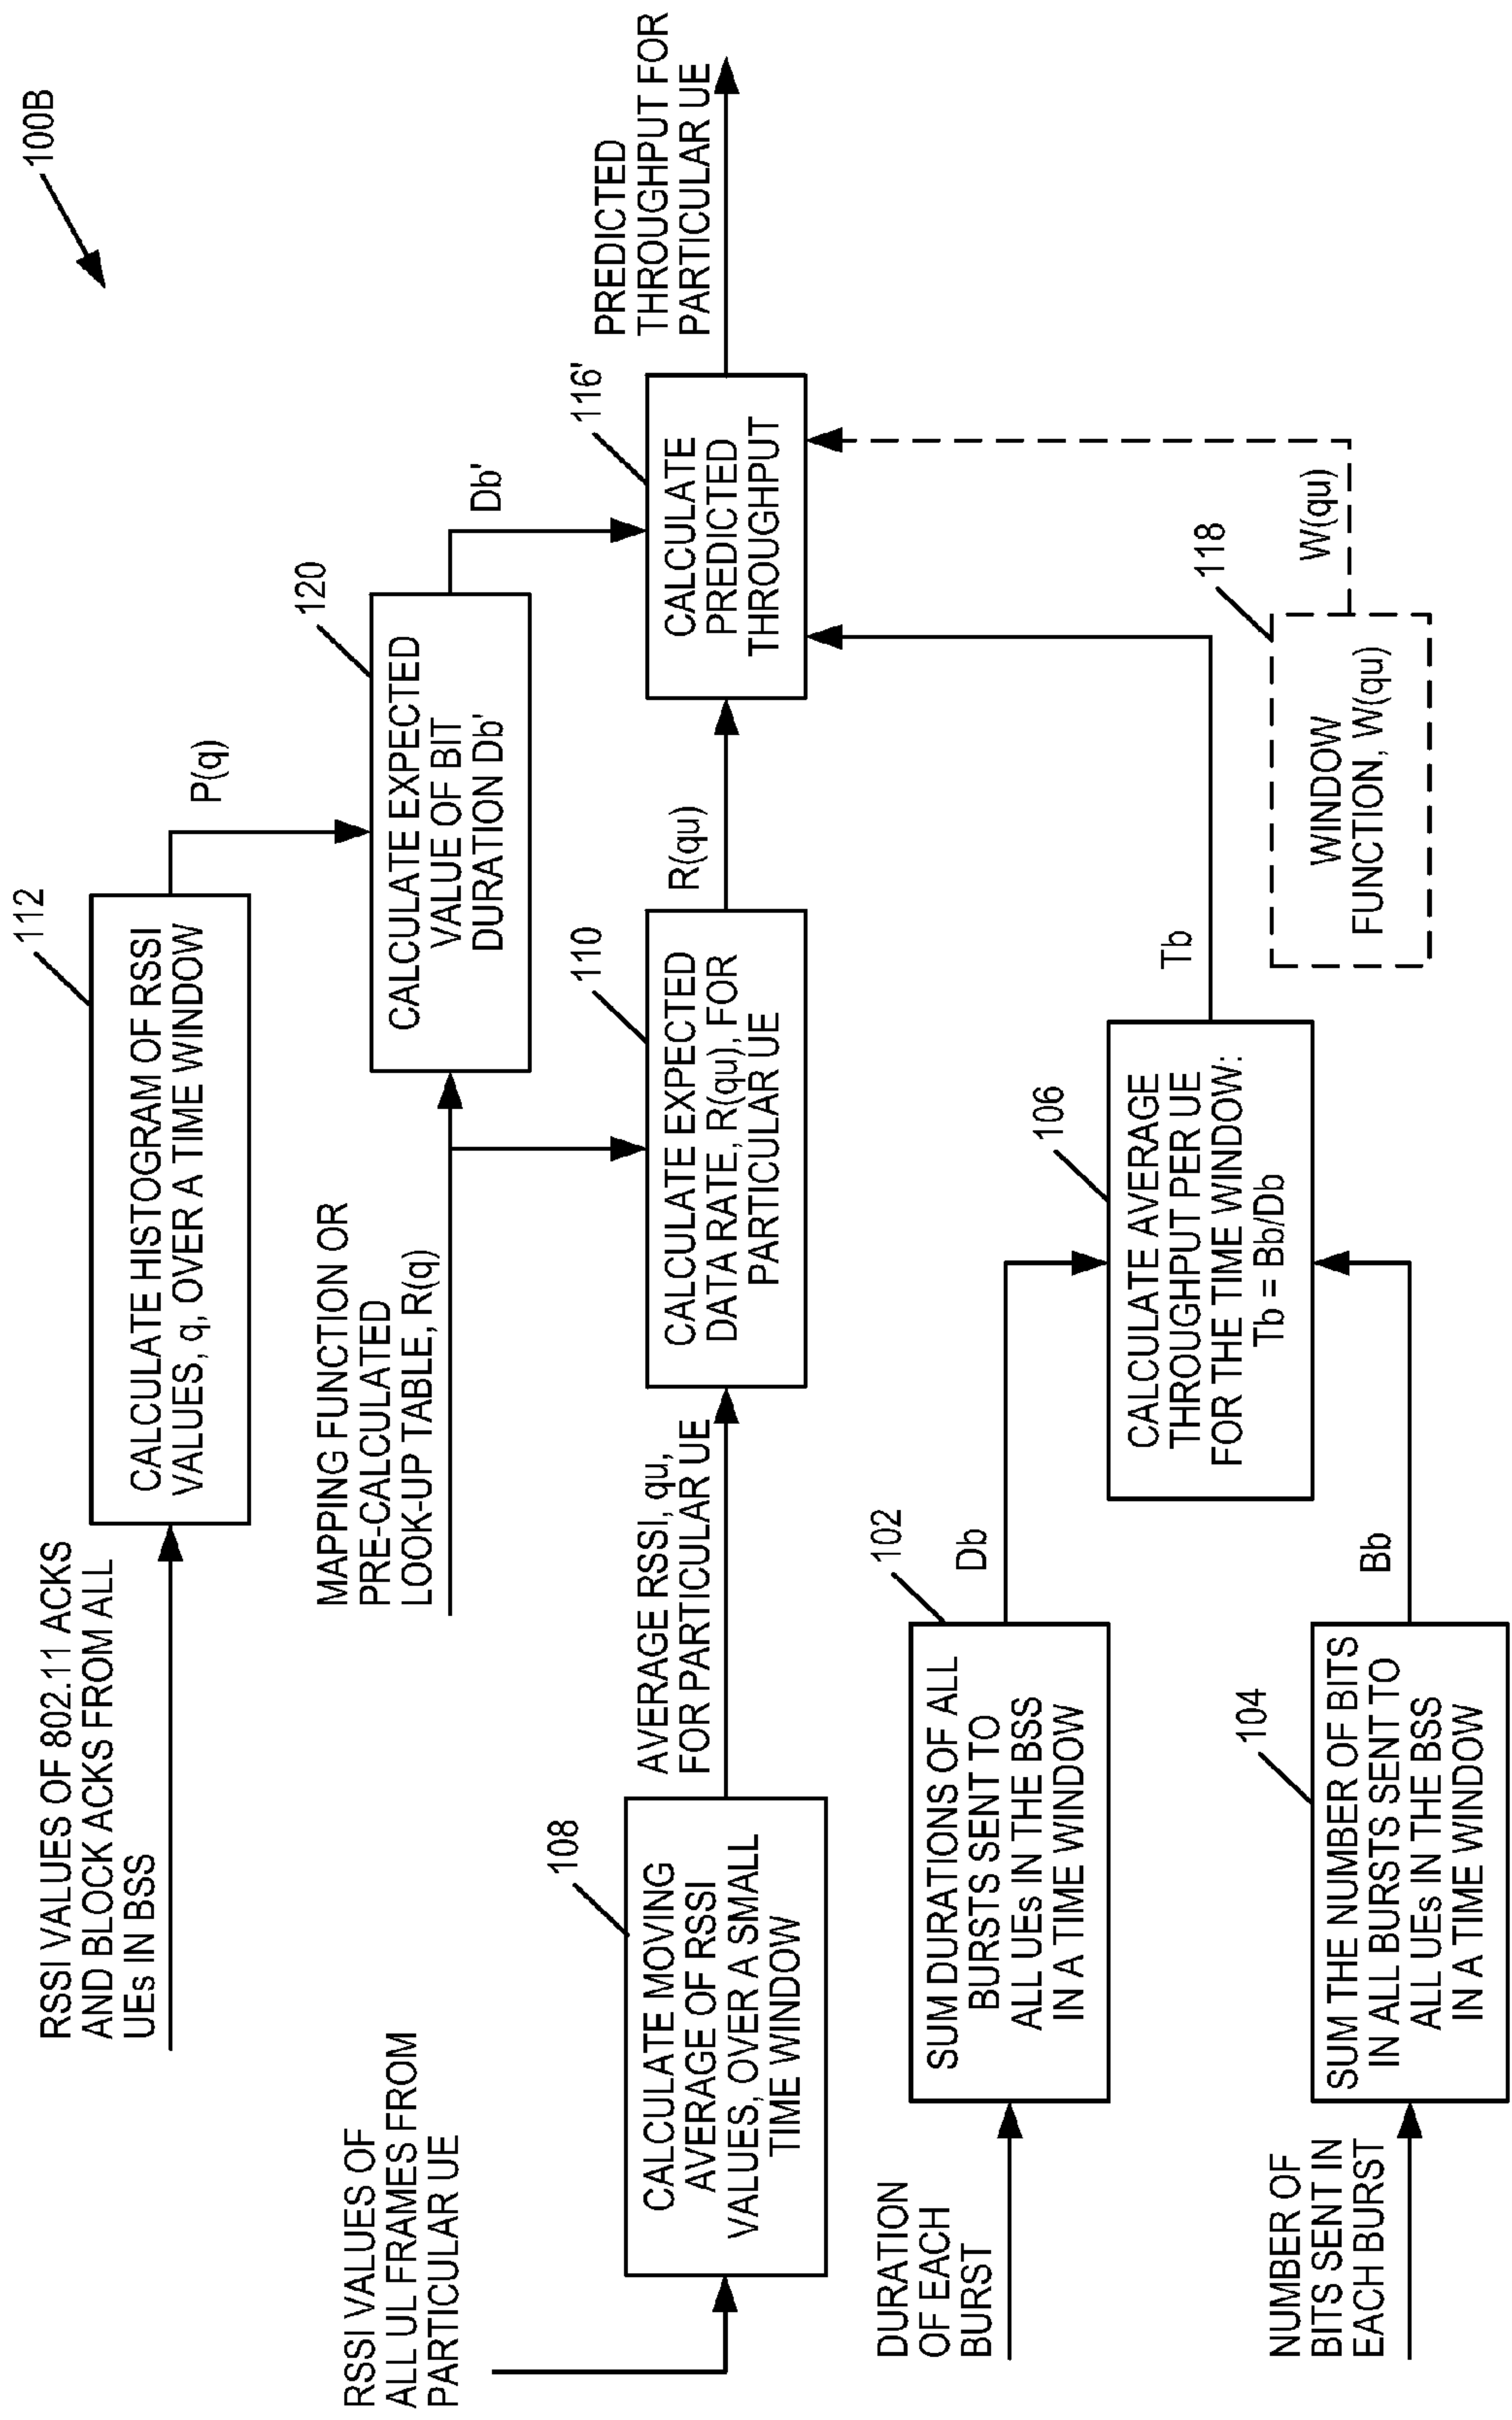 100B
RSSI VALUES OF 802.11 ACKS
AND BLOCK ACKS FROM ALL
UEs IN BSS
112
CALCULATE HISTOGRAM OF RSSI
VALUES, q, OVER A TIME WINDOW
P(q)
MAPPING FUNCTION OR
PRE-CALCULATED
LOOK-UP TABLE, R(q)
120
CALCULATE EXPECTED
VALUE OF BIT
DURATION Db'
Db'
RSSI VALUES OF
ALL UL FRAMES FROM
PARTICULAR UE
108
CALCULATE MOVING
AVERAGE OF RSSI
VALUES, OVER A SMALL
TIME WINDOW
AVERAGE RSSI, qu,
FOR PARTICULAR UE
110
CALCULATE EXPECTED
DATA RATE, R(qu), FOR
PARTICULAR UE
R(qu)
116'
CALCULATE
PREDICTED
THROUGHPUT
PREDICTED
THROUGHPUT FOR
PARTICULAR UE
DURATION
OF EACH
BURST
102
SUM DURATIONS OF ALL
BURSTS SENT TO
ALL UEs IN THE BSS
IN A TIME WINDOW
Db
NUMBER OF
BITS SENT IN
EACH BURST
104
SUM THE NUMBER OF BITS
IN ALL BURSTS SENT TO
ALL UEs IN THE BSS
IN A TIME WINDOW
Bb
106
CALCULATE AVERAGE
THROUGHPUT PER UE
FOR THE TIME WINDOW:
Tb = Bb/Db
Tb
118
WINDOW
FUNCTION, W(qu)
W(qu)